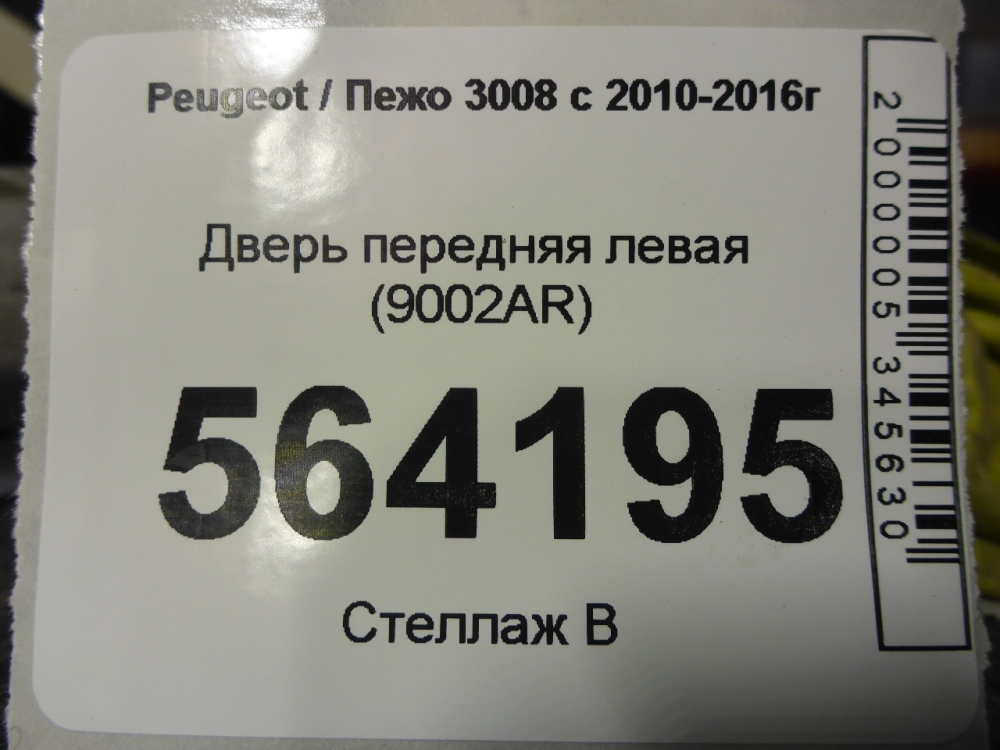 Peugeot / Пежо 3008 с 2010-2016г
Дверь передняя левая
(9002AR)
564195
Стеллаж В
2000005345630